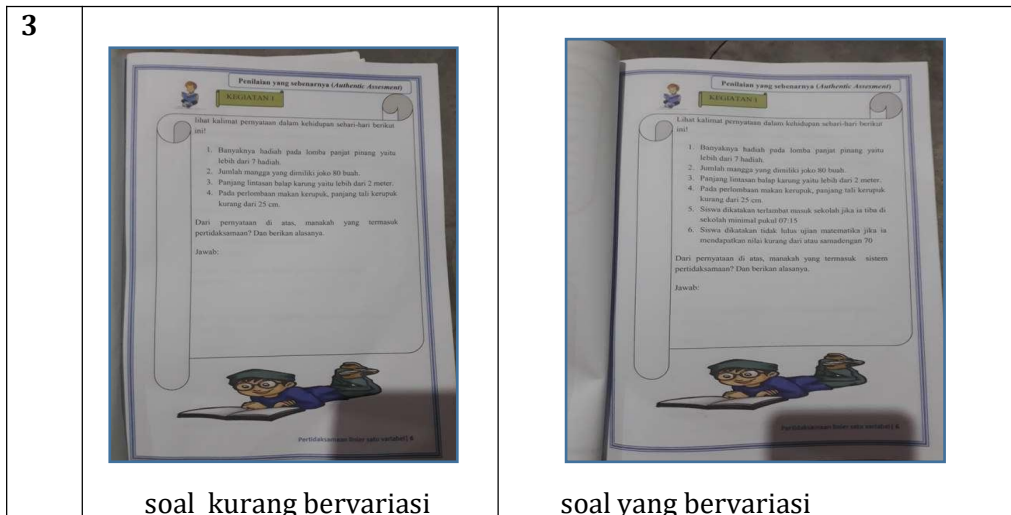 3
Penilaian yang sebenarnya (Authentic Assesment)
KEGIATAN 1
lihat kalimat pernyataan dalam kehidupan sehari-hari berikut
ini!
1. Banyaknya hadiah pada lomba panjat pinang yaitu
lebih dari 7 hadiah.
2. Jumlah mangga yang dimiliki joko 80 buah.
3. Panjang lintasan balap karung yaitu lebih dari 2 meter.
4. Pada perlombaan makan kerupuk, panjang tali kerupuk
kurang dari 25 cm.
Dari pernyataan di atas, manakah yang termasuk
pertidaksamaan? Dan berikan alasanya.
Jawab:
Pertidaksamaan linier satu variabel| 6
soal kurang bervariasi
Penilaian yang sebenarnya (Authentic Assesment)
KEGIATAN 1
Lihat kalimat pernyataan dalam kehidupan sehari-hari berikut
ini!
1. Banyaknya hadiah pada lomba panjat pinang yaitu
lebih dari 7 hadiah.
2. Jumlah mangga yang dimiliki joko 80 buah.
3. Panjang lintasan balap karung yaitu lebih dari 2 meter.
4. Pada perlombaan makan kerupuk, panjang tali kerupuk
kurang dari 25 cm.
5. Siswa dikatakan terlambat masuk sekolah jika ia tiba di
sekolah minimal pukul 07:15
6. Siswa dikatakan tidak lulus ujian matematika jika ia
mendapatkan nilai kurang dari atau samadengan 70
Dari pernyataan di atas, manakah yang termasuk sistem
pertidaksamaan? Dan berikan alasanya.
Jawab:
Pertidaksamaan linier satu variabel|
soal yang bervariasi